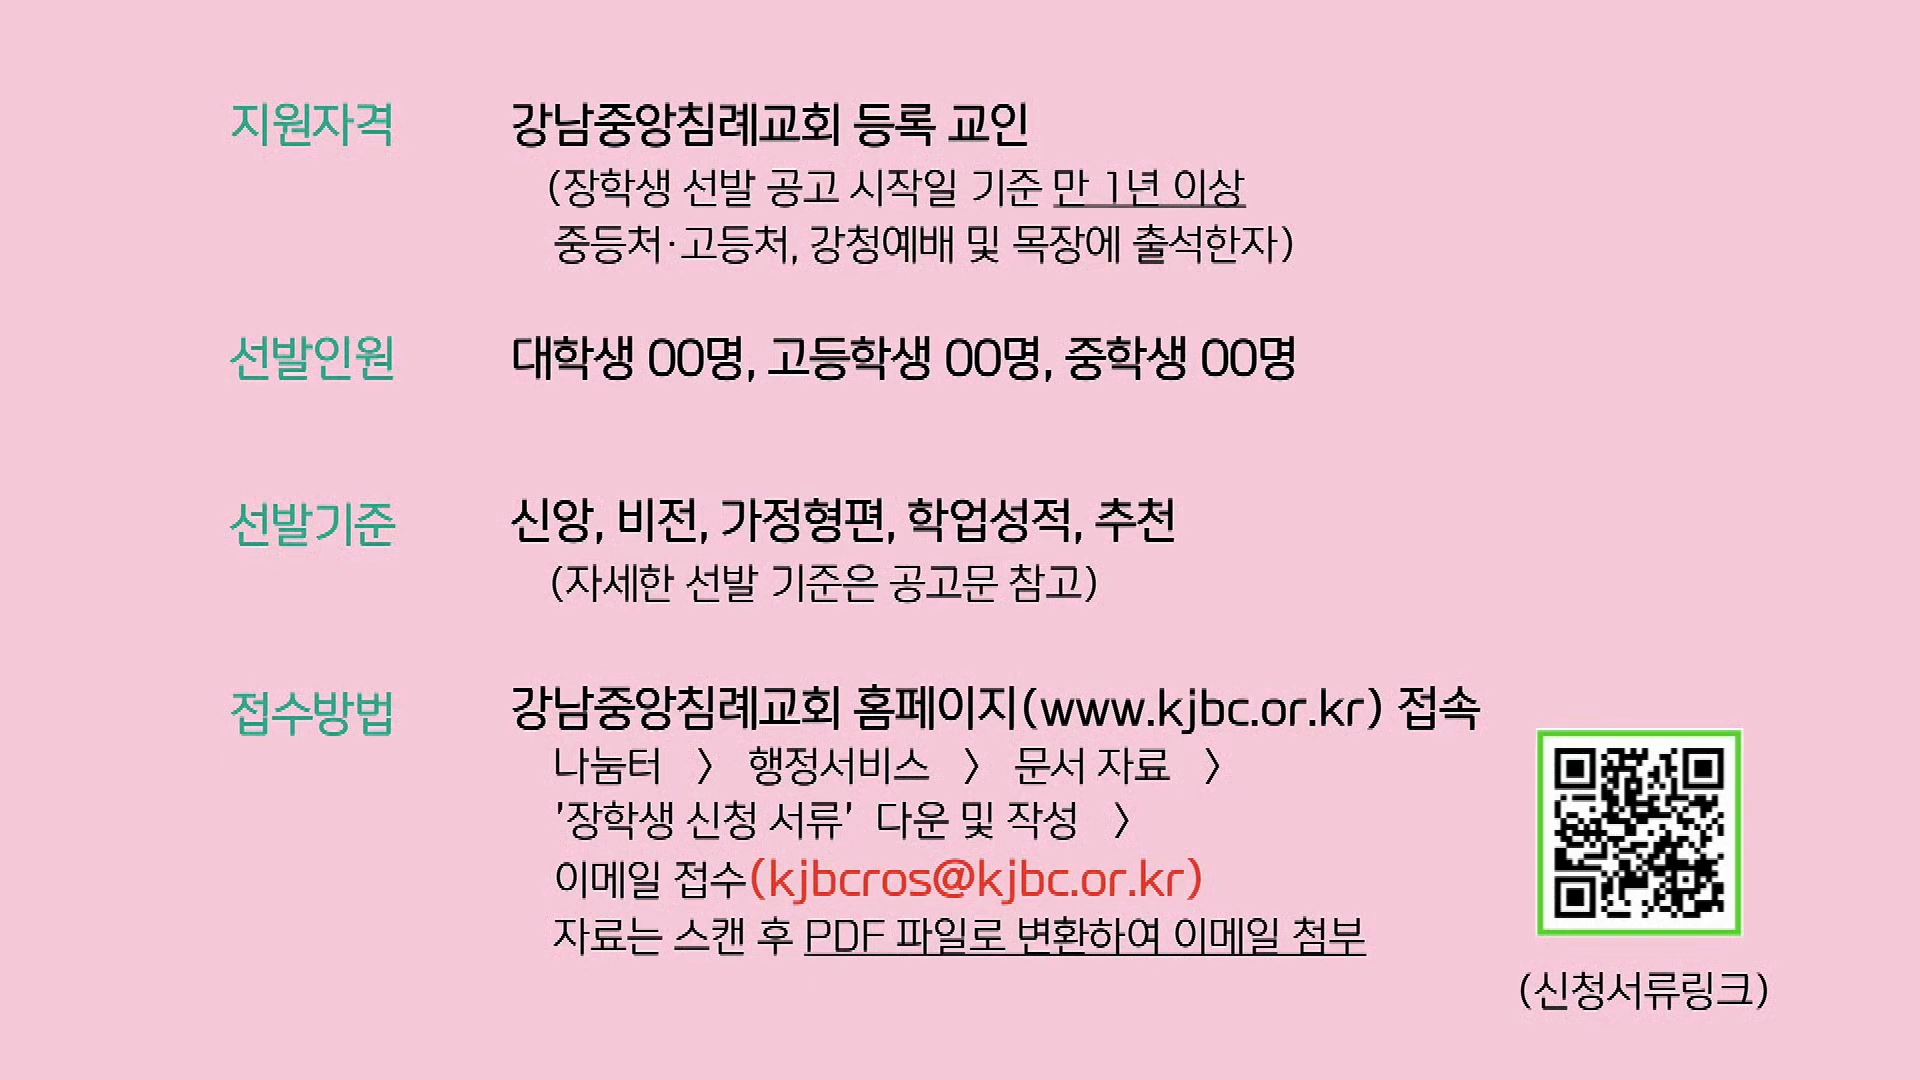 지원자격
강남중앙침례교회 등록 교인
(장학생 선발 공고 시작일 기준 만 1년 이상
중등처·고등처, 강청예배 및 목장에 출석한자)
선발인원
대학생 00명, 고등학생 00명, 중학생 00명
선발기준
신앙, 비전, 가정형편, 학업성적, 추천
(자세한 선발 기준은 공고문 참고)
접수방법
강남중앙침례교회 홈페이지(www.kjbc.or.kr) 접속
나눔터 > 행정서비스 > 문서 자료 >
'장학생 신청 서류' 다운 및 작성 >
이메일 접수(kjbcros@kjbc.or.kr)
자료는 스캔 후 PDF 파일로 변환하여 이메일 첨부
(신청서류링크)